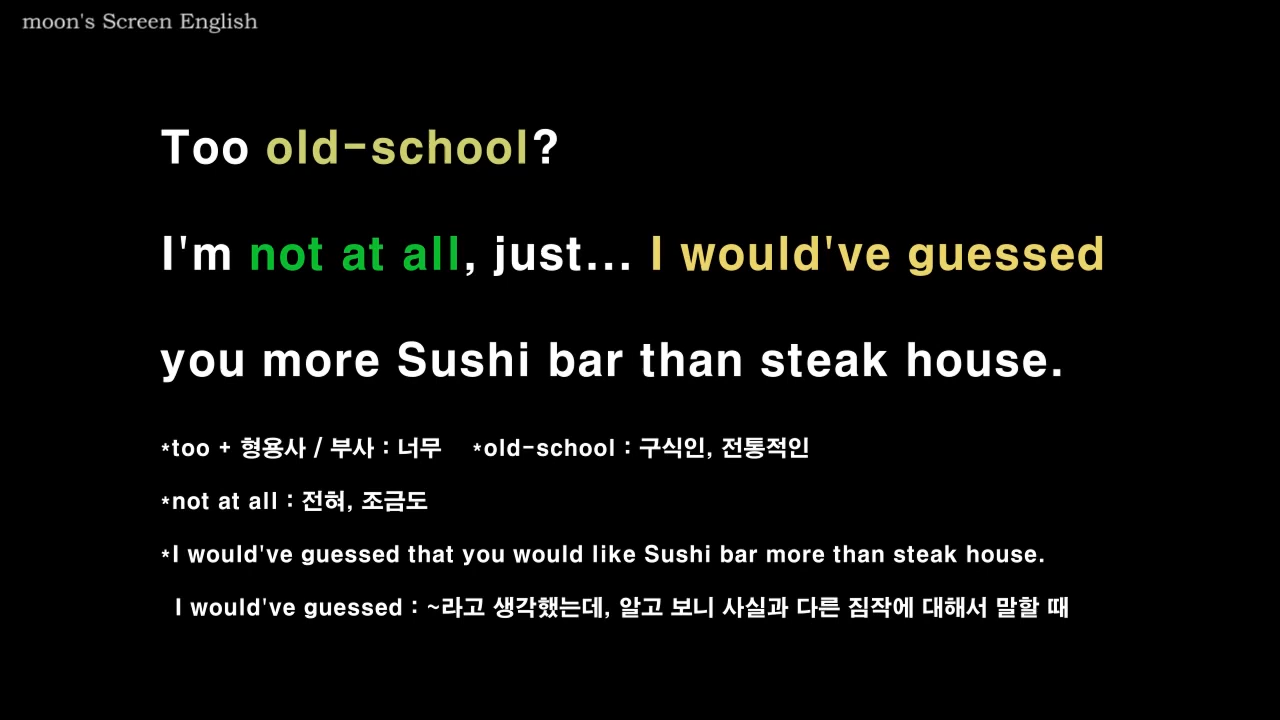 moon's Screen English
Too old-school?
I'm not at all, just... I would've guessed
you more Sushi bar than steak house.
*too + 형용사 / 부사 : 너무 *old-school : 구식인, 전통적인
*not at all : 전혀, 조금도
*I would've guessed that you would like Sushi bar more than steak house.
I would've guessed : ~라고 생각했는데, 알고 보니 사실과 다른 짐작에 대해서 말할 때